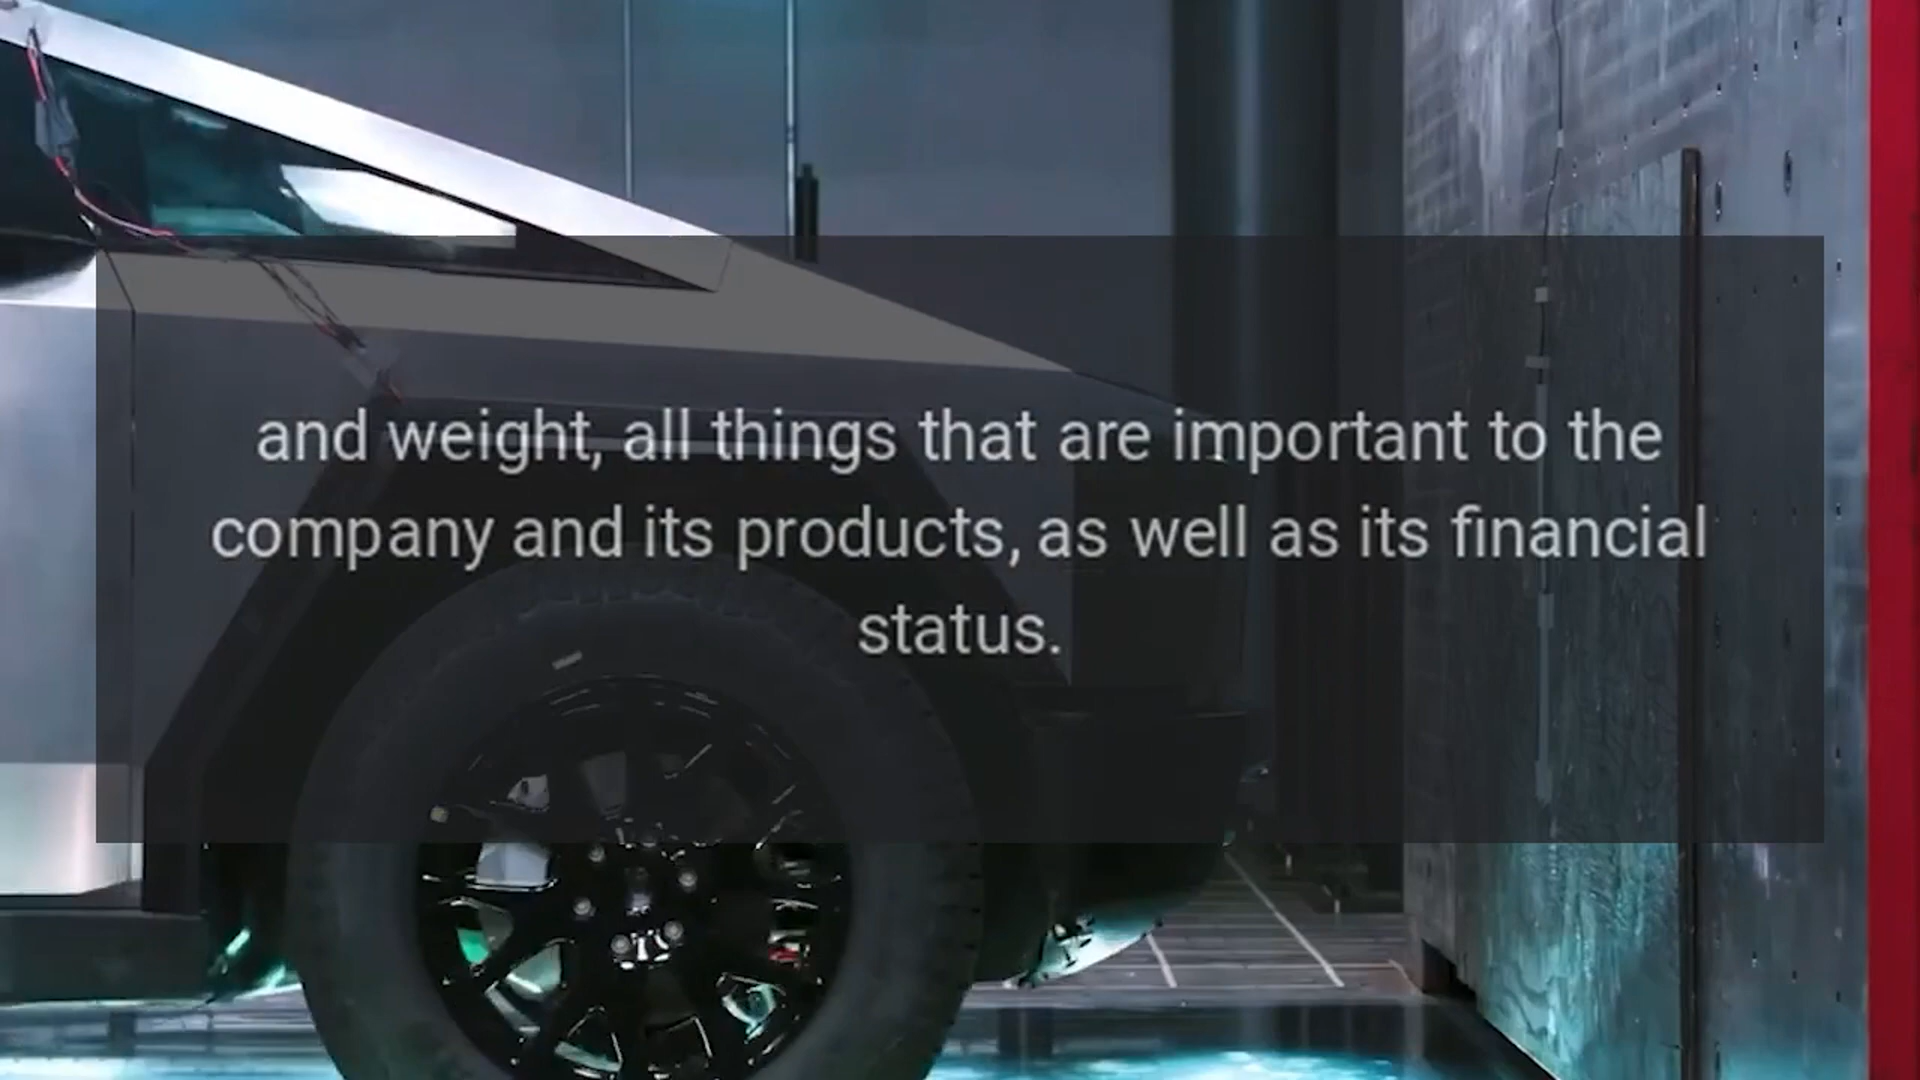 and weight, all things that are important to the
company and its products, as well as its financial
status.